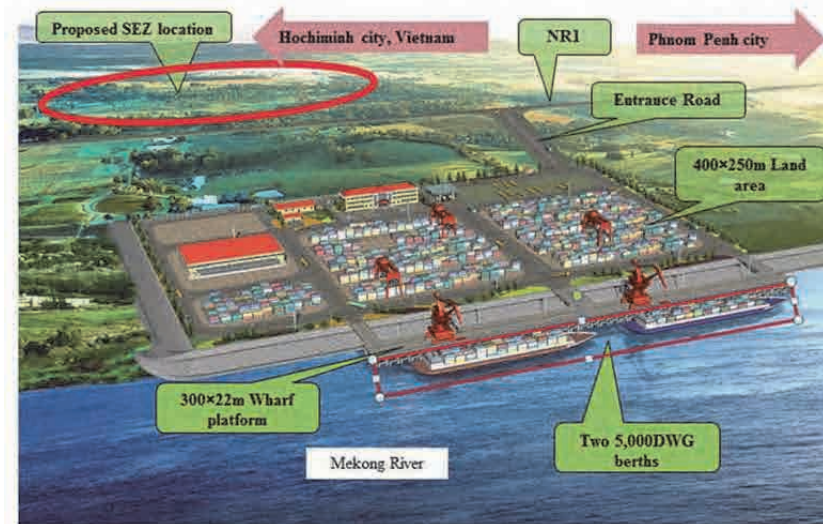 Proposed SEZ location
Hochiminh city, Vietnam
NR1
Phnom Penh city
Entrance Road
400×250m Land
area
300×22m Wharf
platform
Two 5,000DWG
berths
Mekong River